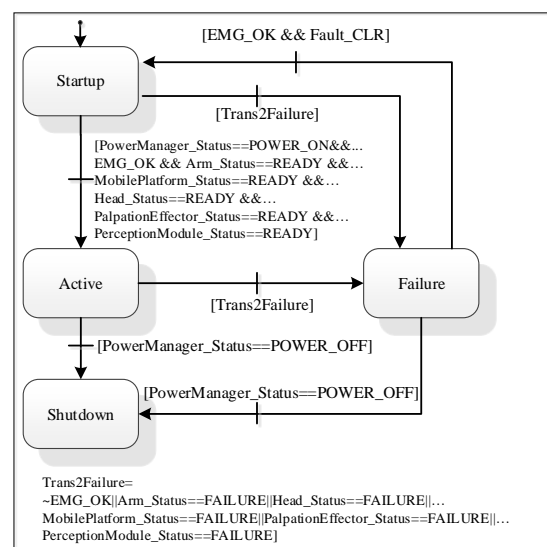 [EMG_OK && Fault_CLR]
Startup
[Trans2Failure]
[PowerManager_Status==POWER_ON&&...
EMG_OK && Arm_Status==READY &&…
MobilePlatform_Status==READY &&…
Head_Status==READY &&…
PalpationEffector_Status==READY &&…
PerceptionModule_Status==READY]
Active
Failure
[Trans2Failure]
[PowerManager_Status==POWER_OFF]
[PowerManager_Status==POWER_OFF]
Shutdown
Trans2Failure=
~EMG_OK||Arm_Status==FAILURE||Head_Status==FAILURE||…
MobilePlatform_Status==FAILURE||PalpationEffector_Status==FAILURE||…
PerceptionModule_Status==FAILURE]